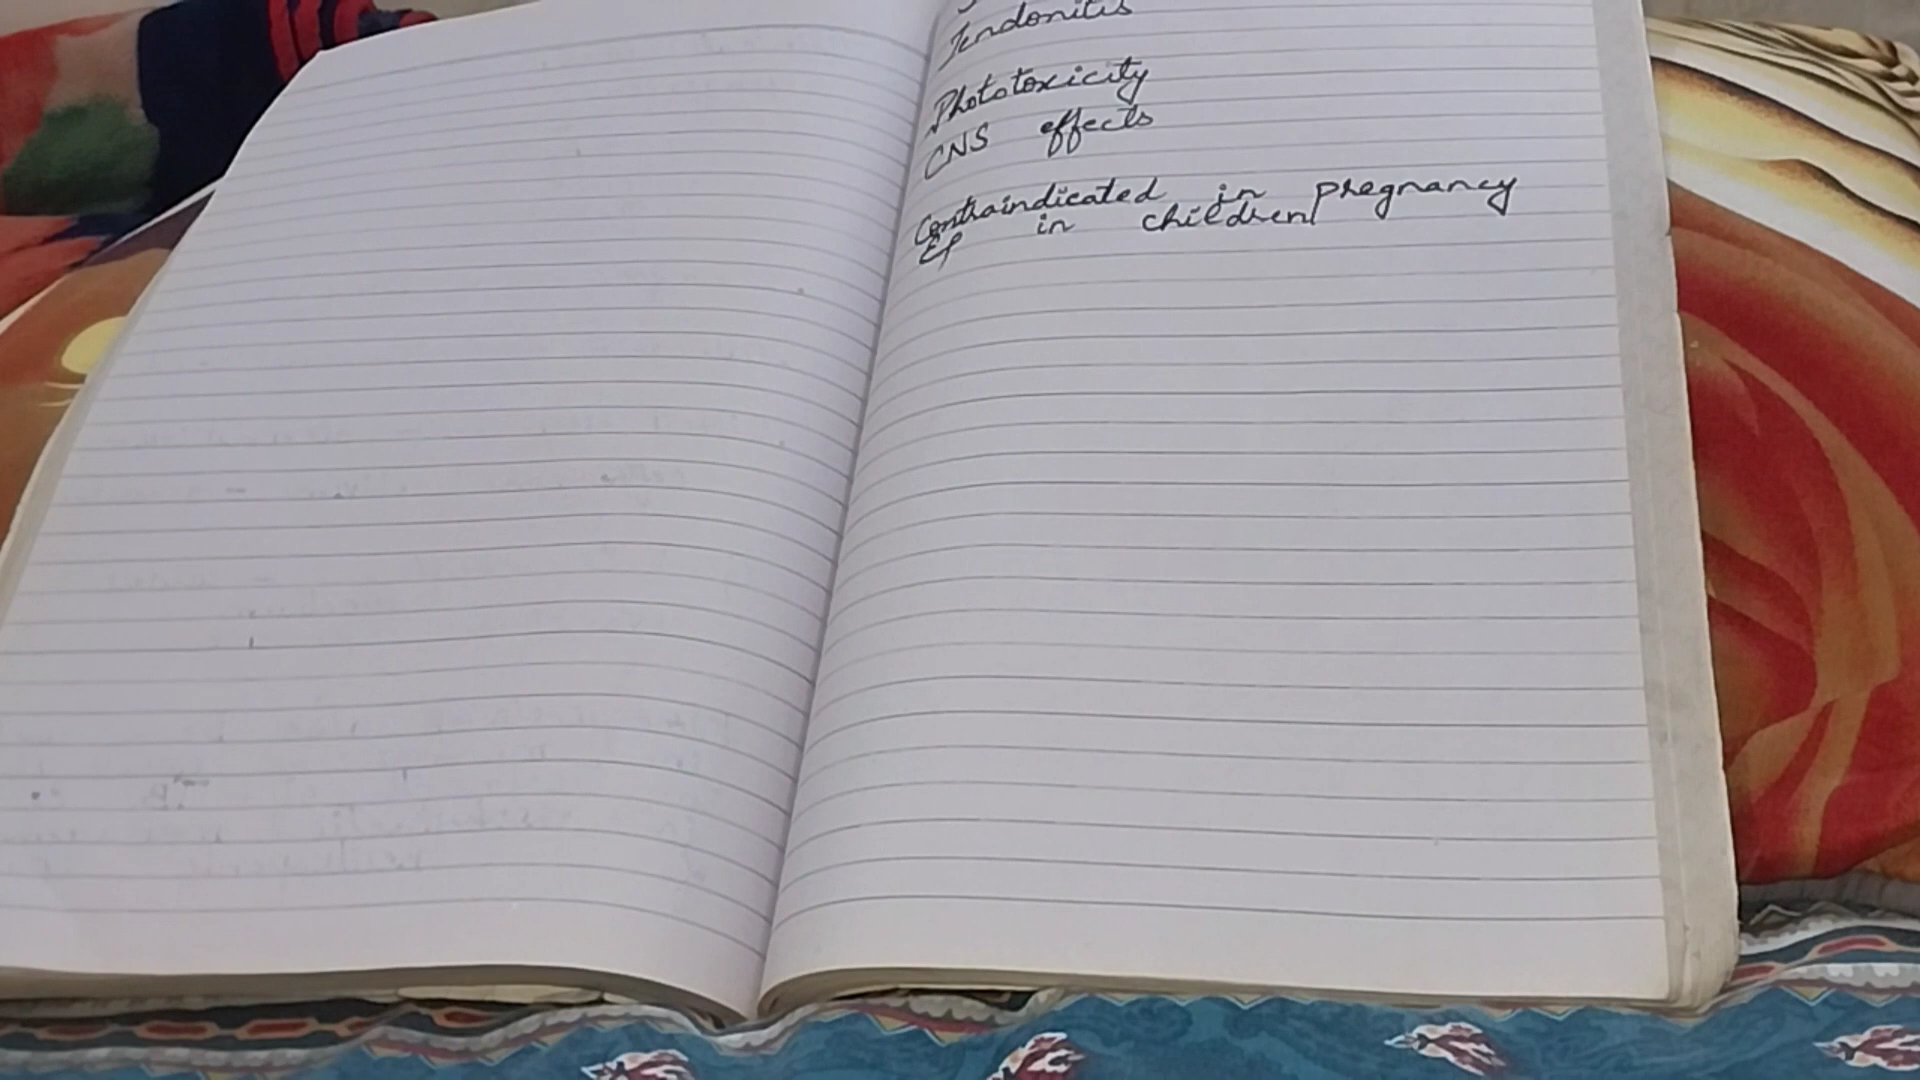 Tendonitis
Phototoxicity
CNS effects
Contraindicated in pregnancy
& in children